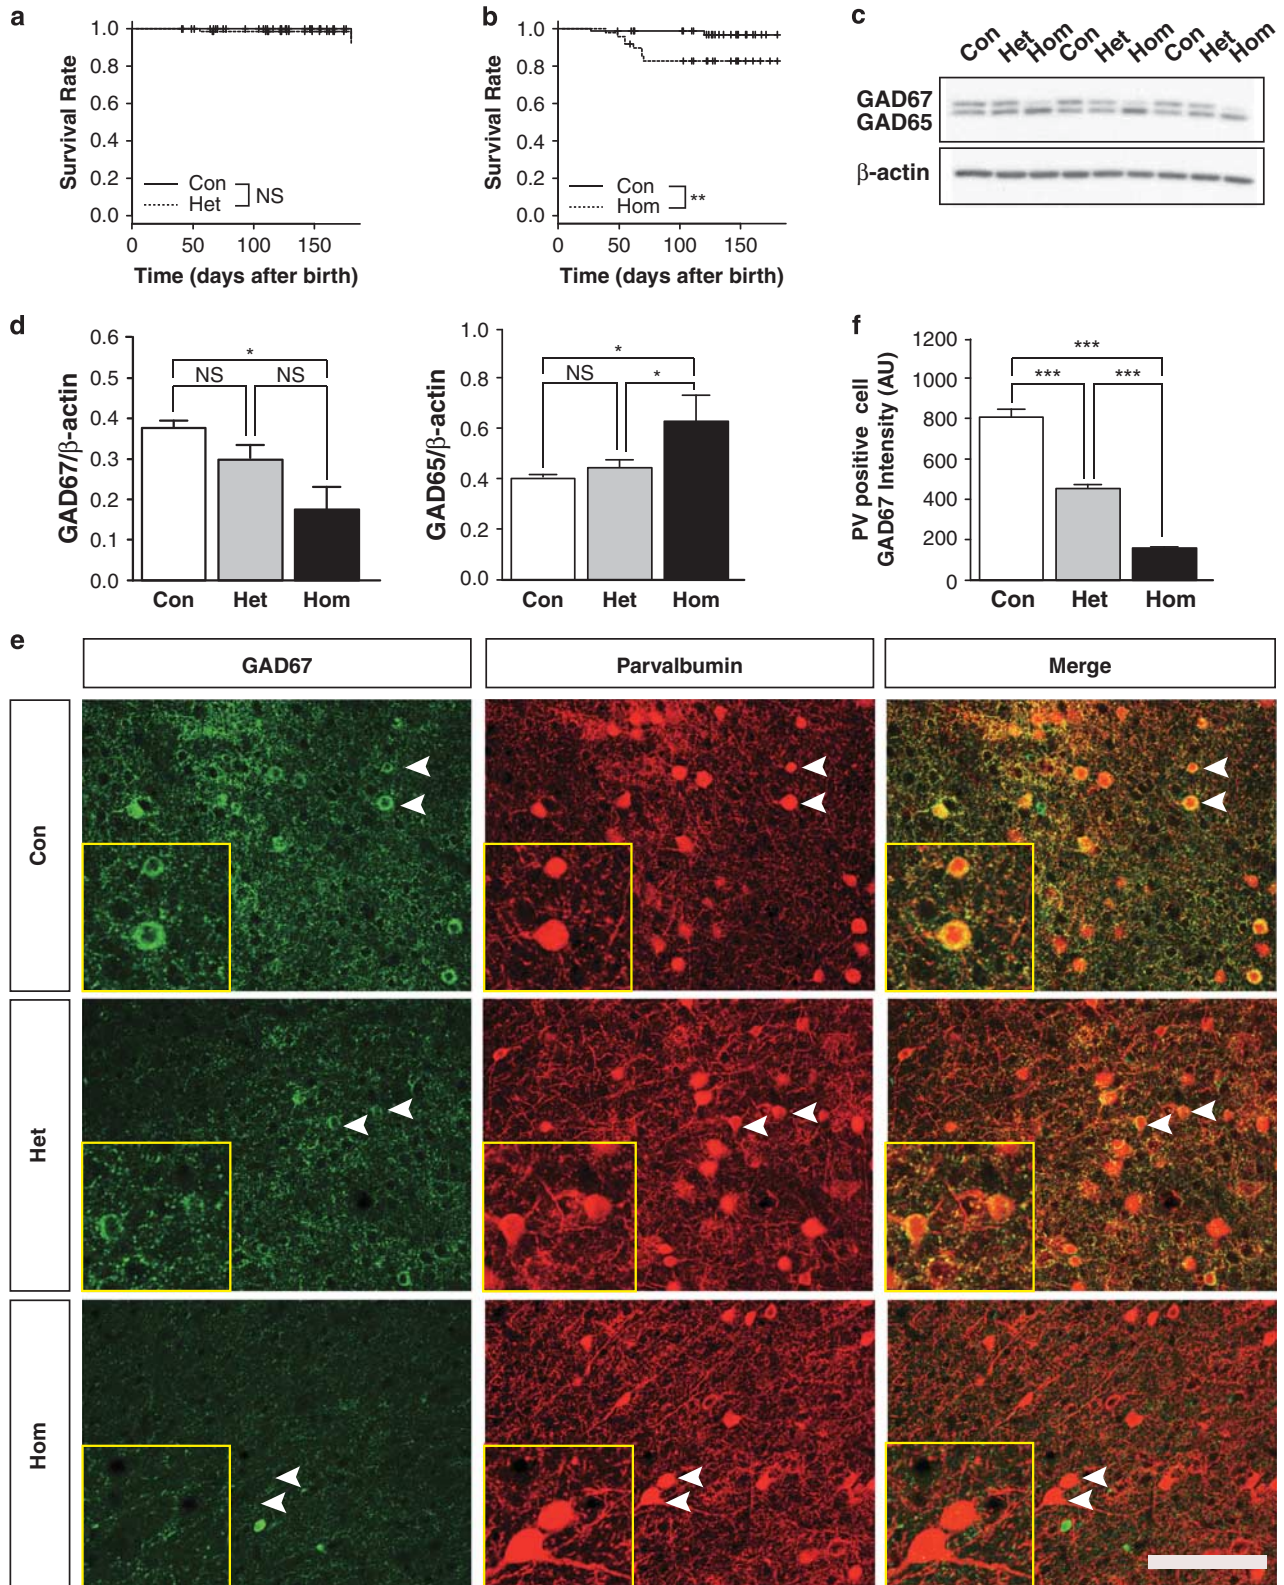 a
1.0
0.8
0.6
0.4
0.2
0.0
Survival Rate
Con
Het
NS
0 50 100 150
Time (days after birth)
b
1.0
0.8
0.6
0.4
0.2
0.0
Survival Rate
Con
Hom
**
0 50 100 150
Time (days after birth)
c
Con Het Hom Con Het Hom Con Het Hom
GAD67
GAD65
β-actin
d
0.6
0.5
0.4
0.3
0.2
0.1
0.0
GAD67/β-actin
*
NS NS
Con Het Hom
1.0
0.8
0.6
0.4
0.2
0.0
GAD65/β-actin
*
NS *
Con Het Hom
f
1200
1000
800
600
400
200
0
PV positive cell
GAD67 Intensity (AU)
***
*** ***
Con Het Hom
e
GAD67 Parvalbumin Merge
Con
Het
Hom